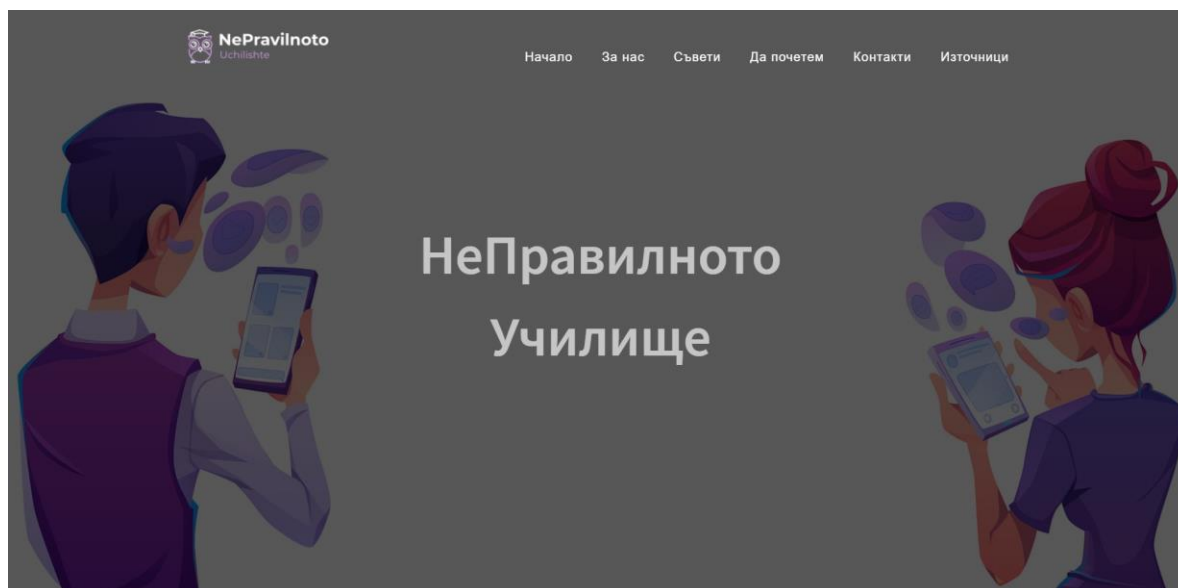 NePravilnoto
Uchilishte
Начало За нас Съвети Да почетем Контакти Източници
НеПравилното
Училище